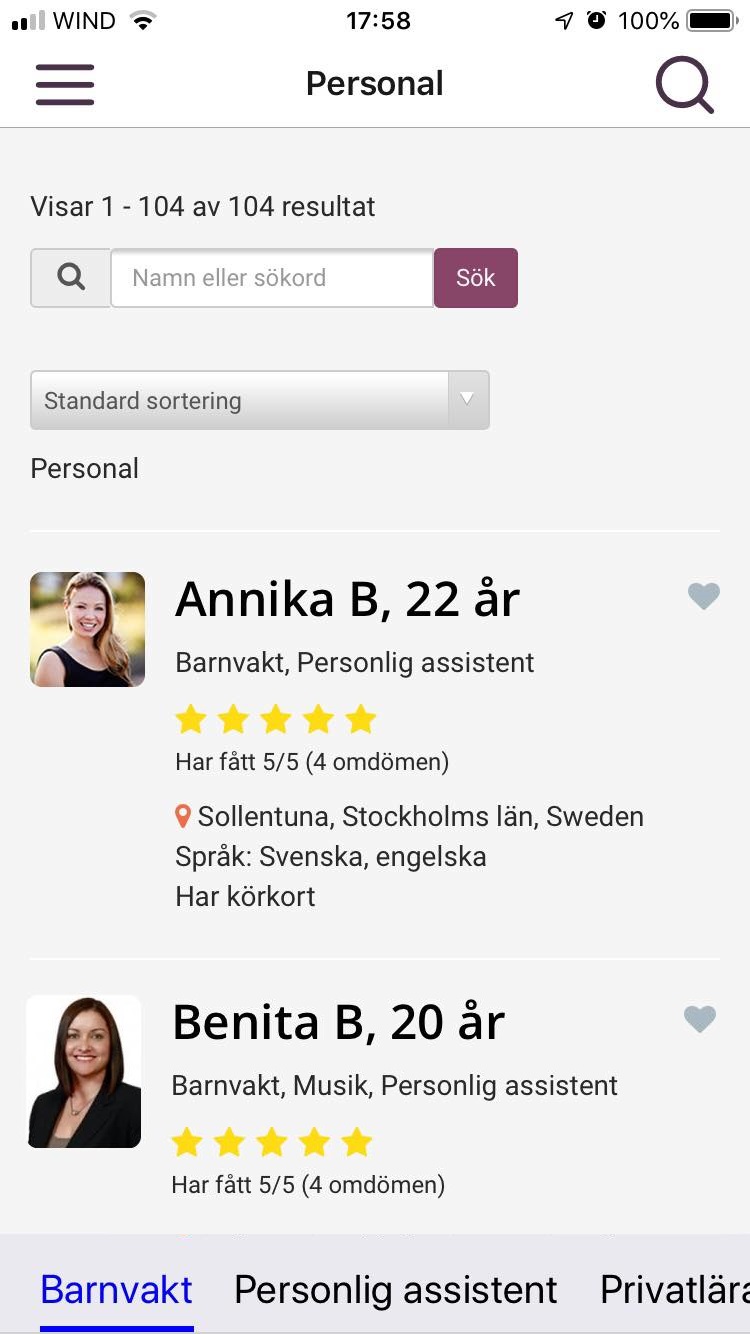 WIND 17:58 100%
Personal
Visar 1 - 104 av 104 resultat
Namn eller sökord Sök
Standard sortering
Personal
Annika B, 22 år
Barnvakt, Personlig assistent
Har fått 5/5 (4 omdömen)
Sollentuna, Stockholms län, Sweden
Språk: Svenska, engelska
Har körkort
Benita B, 20 år
Barnvakt, Musik, Personlig assistent
Har fått 5/5 (4 omdömen)
Barnvakt Personlig assistent Privatlära